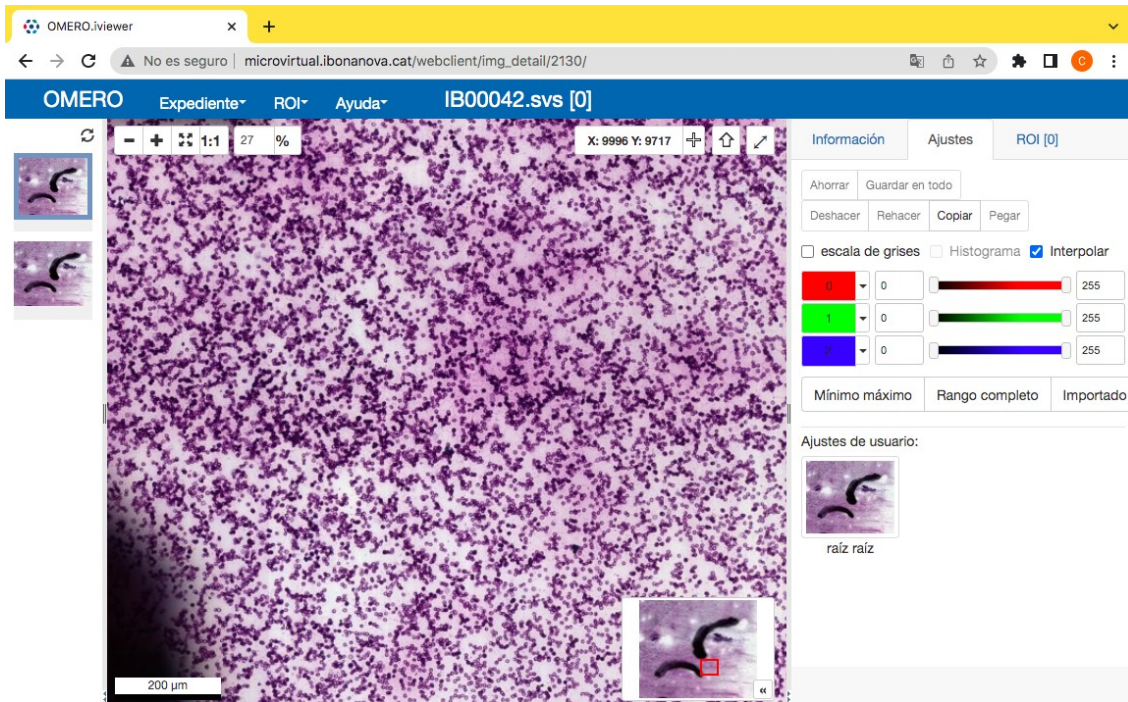 OMERO.iviewer
No es seguro | microvirtual.ibonanova.cat/webclient/img_detail/2130/
C
OMERO Expediente ROI Ayuda IB00042.svs [0]
1:1 27 %
X: 9996 Y: 9717
Información Ajustes ROI [0]
Ahorrar Guardar en todo
Deshacer Rehacer Copiar Pegar
escala de grises Histograma Interpolar
0 0 255
1 0 255
2 0 255
Mínimo máximo Rango completo Importado
Ajustes de usuario:
raíz raíz
200 µm